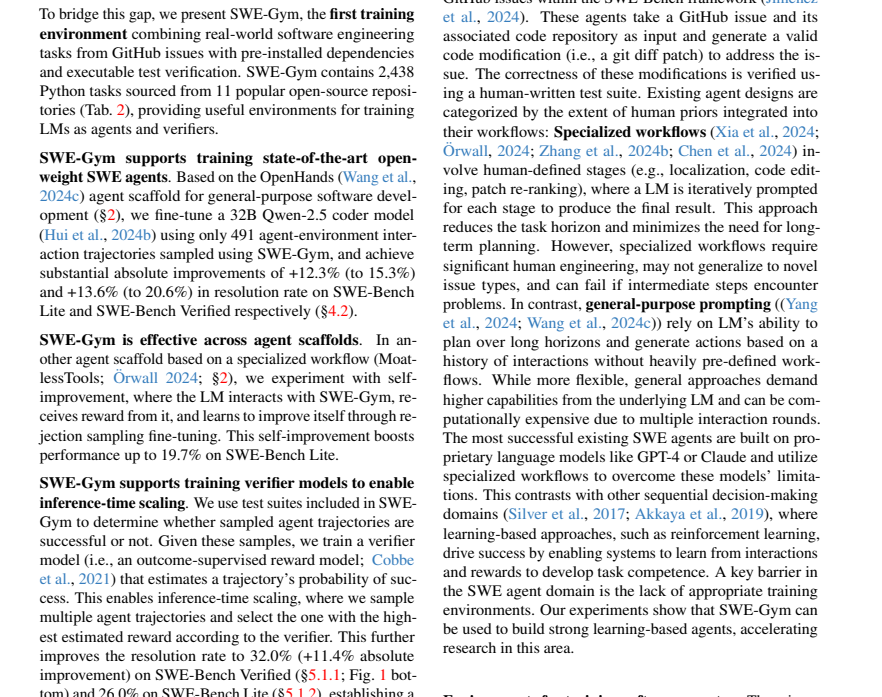 To bridge this gap, we present SWE-Gym, the first training
environment combining real-world software engineering
tasks from GitHub issues with pre-installed dependencies
and executable test verification. SWE-Gym contains 2,438
Python tasks sourced from 11 popular open-source reposi-
tories (Tab. 2), providing useful environments for training
LMs as agents and verifiers.
SWE-Gym supports training state-of-the-art open-
weight SWE agents. Based on the OpenHands (Wang et al.,
2024c) agent scaffold for general-purpose software devel-
opment (§2), we fine-tune a 32B Qwen-2.5 coder model
(Hui et al., 2024b) using only 491 agent-environment inter-
action trajectories sampled using SWE-Gym, and achieve
substantial absolute improvements of +12.3% (to 15.3%)
and +13.6% (to 20.6%) in resolution rate on SWE-Bench
Lite and SWE-Bench Verified respectively (§4.2).
SWE-Gym is effective across agent scaffolds. In an-
other agent scaffold based on a specialized workflow (Moat-
lessTools; Örwall 2024; §2), we experiment with self-
improvement, where the LM interacts with SWE-Gym, re-
ceives reward from it, and learns to improve itself through re-
jection sampling fine-tuning. This self-improvement boosts
performance up to 19.7% on SWE-Bench Lite.
SWE-Gym supports training verifier models to enable
inference-time scaling. We use test suites included in SWE-
Gym to determine whether sampled agent trajectories are
successful or not. Given these samples, we train a verifier
model (i.e., an outcome-supervised reward model; Cobbe
et al., 2021) that estimates a trajectory's probability of suc-
cess. This enables inference-time scaling, where we sample
multiple agent trajectories and select the one with the high-
est estimated reward according to the verifier. This further
improves the resolution rate to 32.0% (+11.4% absolute
improvement) on SWE-Bench Verified (§5.1.1; Fig. 1 bot-
tom) and 26.0% on SWE-Bench Lite (§5.1.2), establishing a
GitHub issues within the SWE-Bench framework (Jimenez
et al., 2024). These agents take a GitHub issue and its
associated code repository as input and generate a valid
code modification (i.e., a git diff patch) to address the is-
sue. The correctness of these modifications is verified us-
ing a human-written test suite. Existing agent designs are
categorized by the extent of human priors integrated into
their workflows: Specialized workflows (Xia et al., 2024;
Örwall, 2024; Zhang et al., 2024b; Chen et al., 2024) in-
volve human-defined stages (e.g., localization, code edit-
ing, patch re-ranking), where a LM is iteratively prompted
for each stage to produce the final result. This approach
reduces the task horizon and minimizes the need for long-
term planning. However, specialized workflows require
significant human engineering, may not generalize to novel
issue types, and can fail if intermediate steps encounter
problems. In contrast, general-purpose prompting ((Yang
et al., 2024; Wang et al., 2024c)) rely on LM's ability to
plan over long horizons and generate actions based on a
history of interactions without heavily pre-defined work-
flows. While more flexible, general approaches demand
higher capabilities from the underlying LM and can be com-
putationally expensive due to multiple interaction rounds.
The most successful existing SWE agents are built on pro-
prietary language models like GPT-4 or Claude and utilize
specialized workflows to overcome these models' limita-
tions. This contrasts with other sequential decision-making
domains (Silver et al., 2017; Akkaya et al., 2019), where
learning-based approaches, such as reinforcement learning,
drive success by enabling systems to learn from interactions
and rewards to develop task competence. A key barrier in
the SWE agent domain is the lack of appropriate training
environments. Our experiments show that SWE-Gym can
be used to build strong learning-based agents, accelerating
research in this area.